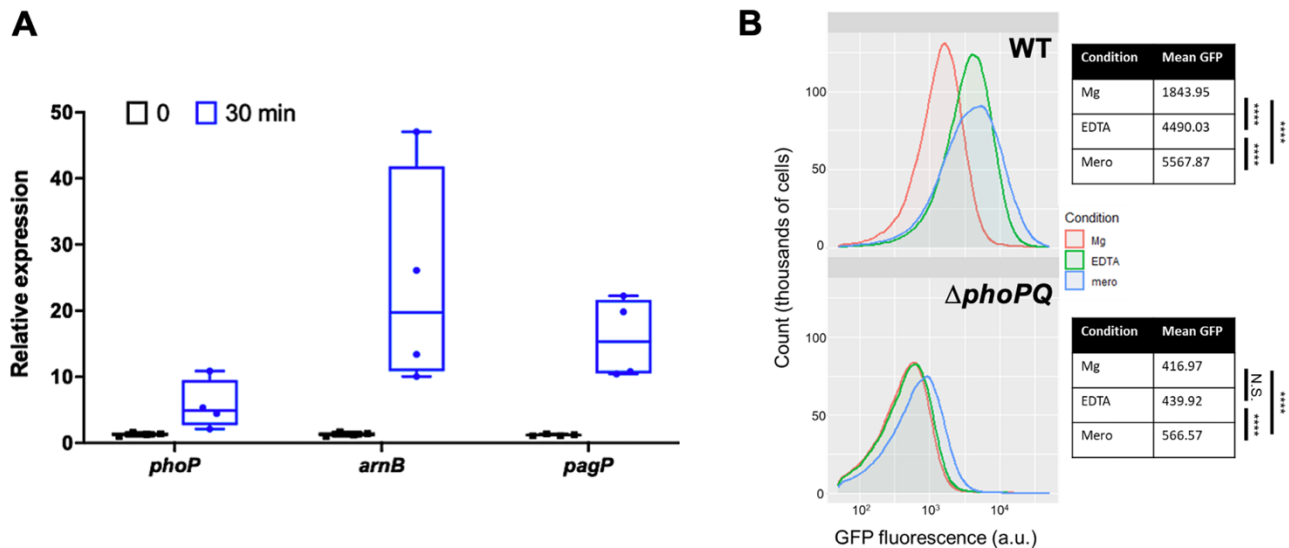 A
0 30 min
Relative expression
50
40
30
20
10
0
phoP arnB pagP
B
WT
Count (thousands of cells)
100
50
0
Condition Mean GFP
Mg 1843.95
EDTA 4490.03
Mero 5567.87
****
****
****
Condition
Mg
EDTA
mero
ΔphoPQ
100
50
0
10² 10³ 10⁴
GFP fluorescence (a.u.)
Condition Mean GFP
Mg 416.97
EDTA 439.92
Mero 566.57
N.S.
****
****